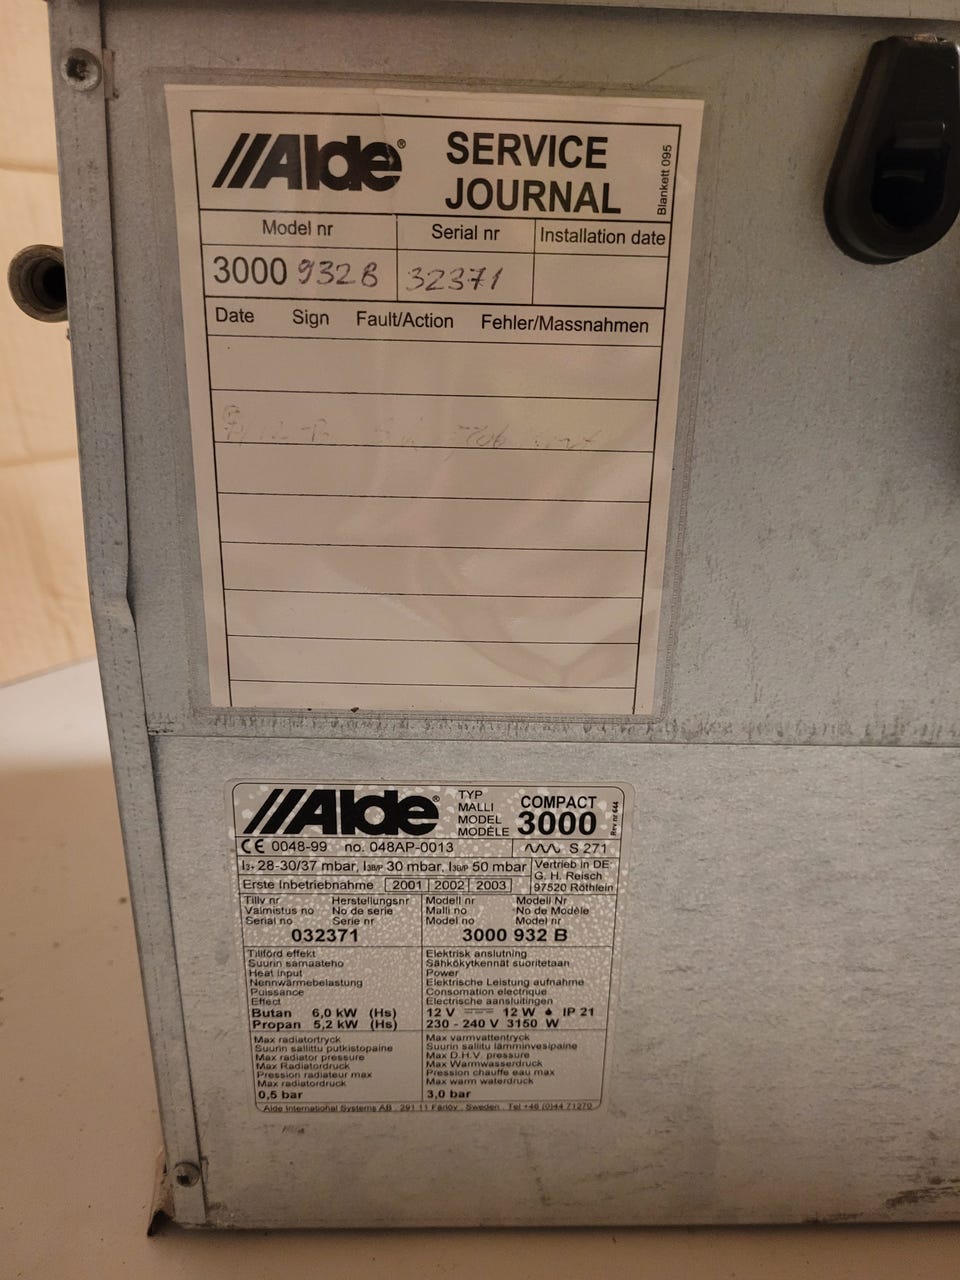 //Alde® SERVICE JOURNAL
Blankett 095
Model nr Serial nr Installation date
3000 932 B 32371
Date Sign Fault/Action Fehler/Massnahmen
//Alde®
TYP
MALLI
MODEL
MODÈLE
COMPACT
3000
Rev nr 644
CE 0048-99 no. 048AP-0013
S 271
I3+ 28-30/37 mbar, I3B/P 30 mbar, I3B/P 50 mbar
Vertrieb in DE:
G. H. Reisch
97520 Röthlein
Erste Inbetriebnahme 2001 2002 2003
Tillv nr Herstellungsnr
Valmistus no No de serie
Serial no Serie nr
032371
Modell nr Modell Nr
Malli no No de Modèle
Model no Model nr
3000 932 B
Tillförd effekt
Suurin samaateho
Heat input
Nennwärmebelastung
Puissance
Effect
Butan 6,0 kW (Hs)
Propan 5,2 kW (Hs)
Elektrisk anslutning
Sähkökytkennät suoritetaan
Power
Elektrische Leistung aufnahme
Consomation electrique
Electrische aansluitingen
12 V 12 W IP 21
230 - 240 V 3150 W
Max radiatortryck
Suurin sallittu putkistopaine
Max radiator pressure
Max Radiatordruck
Pression radiateur max
Max radiatordruck
0,5 bar
Max varmvattentryck
Suurin sallitu lämminvesipaine
Max D.H.V. pressure
Max Warmwasserdruck
Pression chauffe eau max
Max warm waterdruck
3,0 bar
Alde International Systems AB . 291 11 Färlöv . Sweden . Tel +46 (0)44 71270